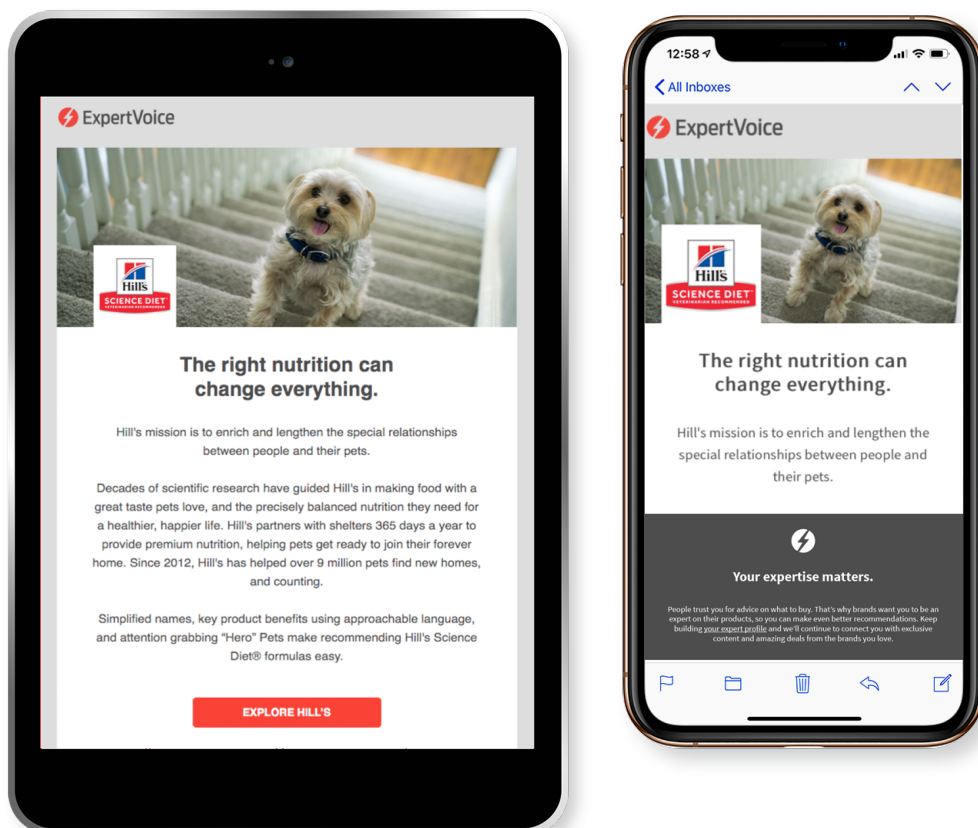 ExpertVoice
Hill's
SCIENCE DIET
VETERINARIAN RECOMMENDED
The right nutrition can
change everything.
Hill's mission is to enrich and lengthen the special relationships
between people and their pets.
Decades of scientific research have guided Hill's in making food with a
great taste pets love, and the precisely balanced nutrition they need for
a healthier, happier life. Hill's partners with shelters 365 days a year to
provide premium nutrition, helping pets get ready to join their forever
home. Since 2012, Hill's has helped over 9 million pets find new homes,
and counting.
Simplified names, key product benefits using approachable language,
and attention grabbing “Hero” Pets make recommending Hill's Science
Diet® formulas easy.
EXPLORE HILL'S
12:58
All Inboxes
ExpertVoice
Hill's
SCIENCE DIET
VETERINARIAN RECOMMENDED
The right nutrition can
change everything.
Hill's mission is to enrich and lengthen the
special relationships between people and
their pets.
Your expertise matters.
People trust you for advice on what to buy. That's why brands want you to be an
expert on their products, so you can make even better recommendations. Keep
building your expert profile and we'll continue to connect you with exclusive
content and amazing deals from the brands you love.